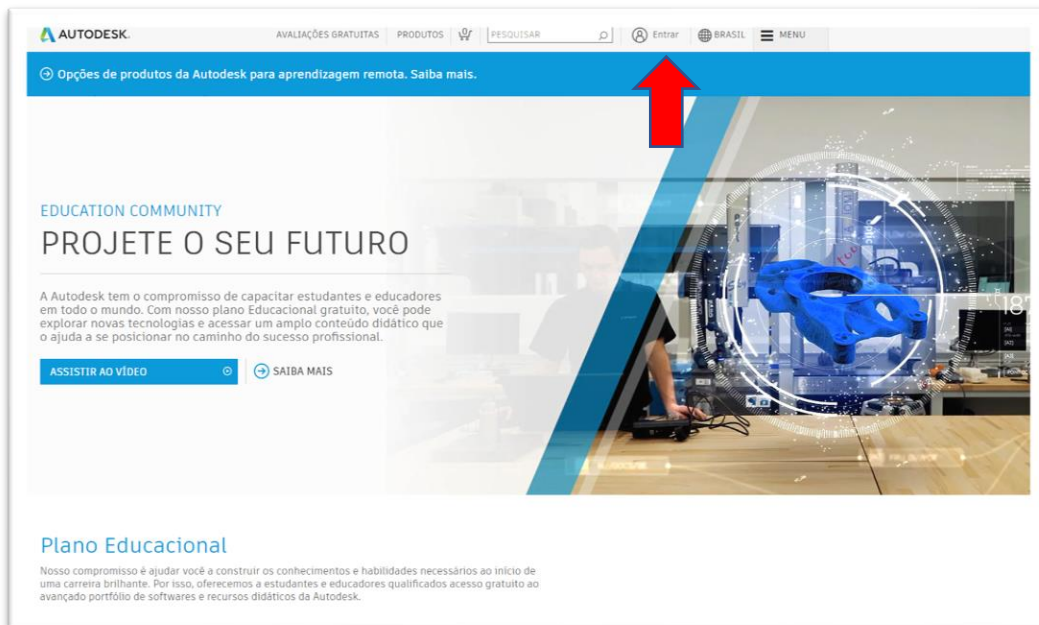 AUTODESK.
AVALIAÇÕES GRATUITAS PRODUTOS 0 PESQUISAR Entrar BRASIL MENU
Opções de produtos da Autodesk para aprendizagem remota. Saiba mais.
EDUCATION COMMUNITY
PROJETE O SEU FUTURO
A Autodesk tem o compromisso de capacitar estudantes e educadores
em todo o mundo. Com nosso plano Educacional gratuito, você pode
explorar novas tecnologias e acessar um amplo conteúdo didático que
o ajuda a se posicionar no caminho do sucesso profissional.
ASSISTIR AO VÍDEO SAIBA MAIS
Plano Educacional
Nosso compromisso é ajudar você a construir os conhecimentos e habilidades necessários ao início de
uma carreira brilhante. Por isso, oferecemos a estudantes e educadores qualificados acesso gratuito ao
avançado portfólio de softwares e recursos didáticos da Autodesk.